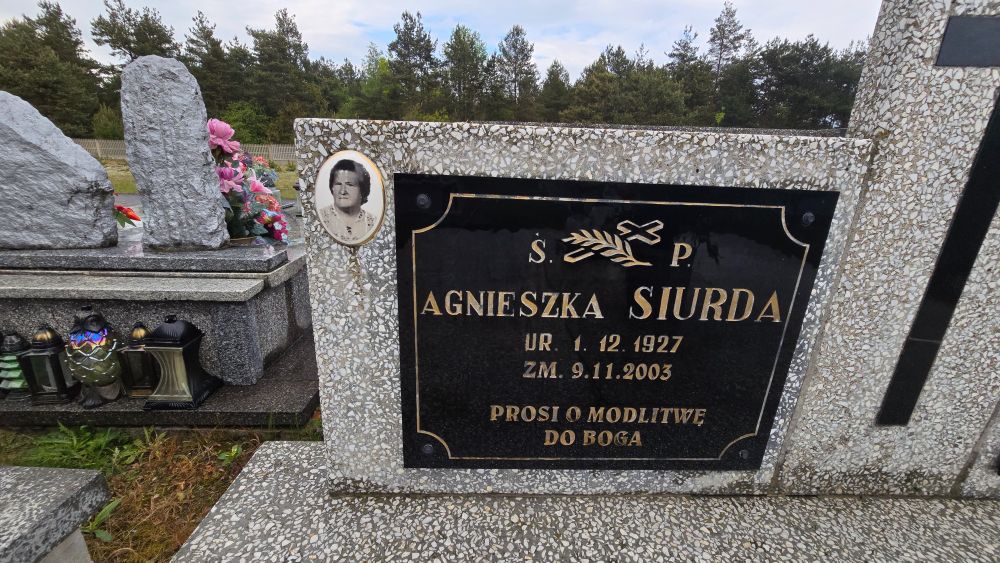 Ś. P.
AGNIESZKA SIURDA
UR. 1.12.1927
ZM. 9.11.2003
PROSI O MODLITWĘ
DO BOGA